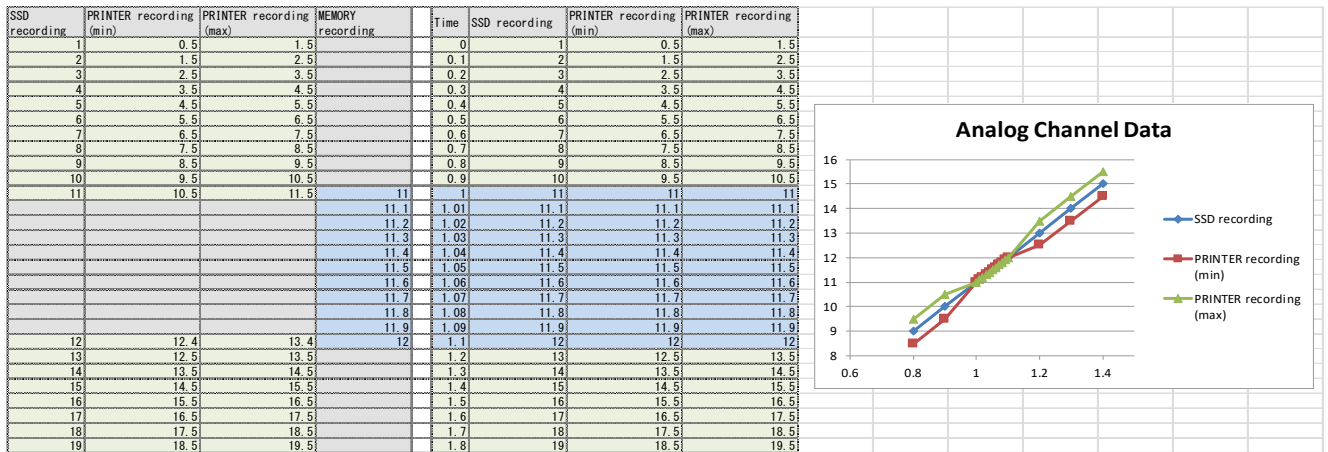 SSD recording PRINTER recording (min) PRINTER recording (max) MEMORY recording Time SSD recording PRINTER recording (min) PRINTER recording (max)
1 0.5 1.5 0 1 0.5 1.5
2 1.5 2.5 0.1 2 1.5 2.5
3 2.5 3.5 0.2 3 2.5 3.5
4 3.5 4.5 0.3 4 3.5 4.5
5 4.5 5.5 0.4 5 4.5 5.5
6 5.5 6.5 0.5 6 5.5 6.5
7 6.5 7.5 0.6 7 6.5 7.5
8 7.5 8.5 0.7 8 7.5 8.5
9 8.5 9.5 0.8 9 8.5 9.5
10 9.5 10.5 0.9 10 9.5 10.5
11 10.5 11.5 11 1 11 11 11
11.1 1.01 11.1 11.1 11.1
11.2 1.02 11.2 11.2 11.2
11.3 1.03 11.3 11.3 11.3
11.4 1.04 11.4 11.4 11.4
11.5 1.05 11.5 11.5 11.5
11.6 1.06 11.6 11.6 11.6
11.7 1.07 11.7 11.7 11.7
11.8 1.08 11.8 11.8 11.8
11.9 1.09 11.9 11.9 11.9
12 12.4 13.4 12 1.1 12 12 12
13 12.5 13.5 1.2 13 12.5 13.5
14 13.5 14.5 1.3 14 13.5 14.5
15 14.5 15.5 1.4 15 14.5 15.5
16 15.5 16.5 1.5 16 15.5 16.5
17 16.5 17.5 1.6 17 16.5 17.5
18 17.5 18.5 1.7 18 17.5 18.5
19 18.5 19.5 1.8 19 18.5 19.5
Analog Channel Data
16
15
14
13
12
11
10
9
8
0.6 0.8 1 1.2 1.4
SSD recording
PRINTER recording
(min)
PRINTER recording
(max)